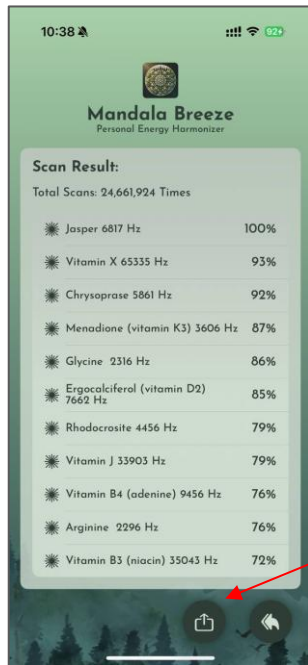 10:38
92
Mandala Breeze
Personal Energy Harmonizer
Scan Result:
Total Scans: 24,661,924 Times
Jasper 6817 Hz 100%
Vitamin X 65335 Hz 93%
Chrysoprase 5861 Hz 92%
Menadione (vitamin K3) 3606 Hz 87%
Glycine 2316 Hz 86%
Ergocalciferol (vitamin D2)
7662 Hz 85%
Rhodocrosite 4456 Hz 79%
Vitamin J 33903 Hz 79%
Vitamin B4 (adenine) 9456 Hz 76%
Arginine 2296 Hz 76%
Vitamin B3 (niacin) 35043 Hz 72%